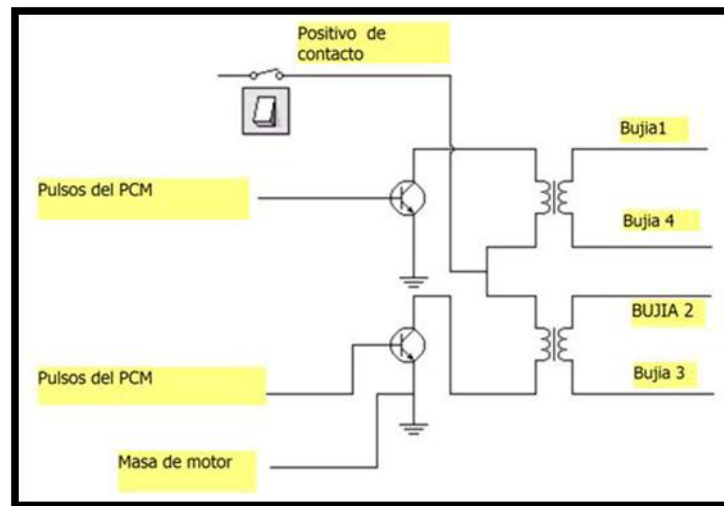 Positivo de
contacto
Bujia1
Pulsos del PCM
Bujia 4
BUJIA 2
Bujia 3
Pulsos del PCM
Masa de motor